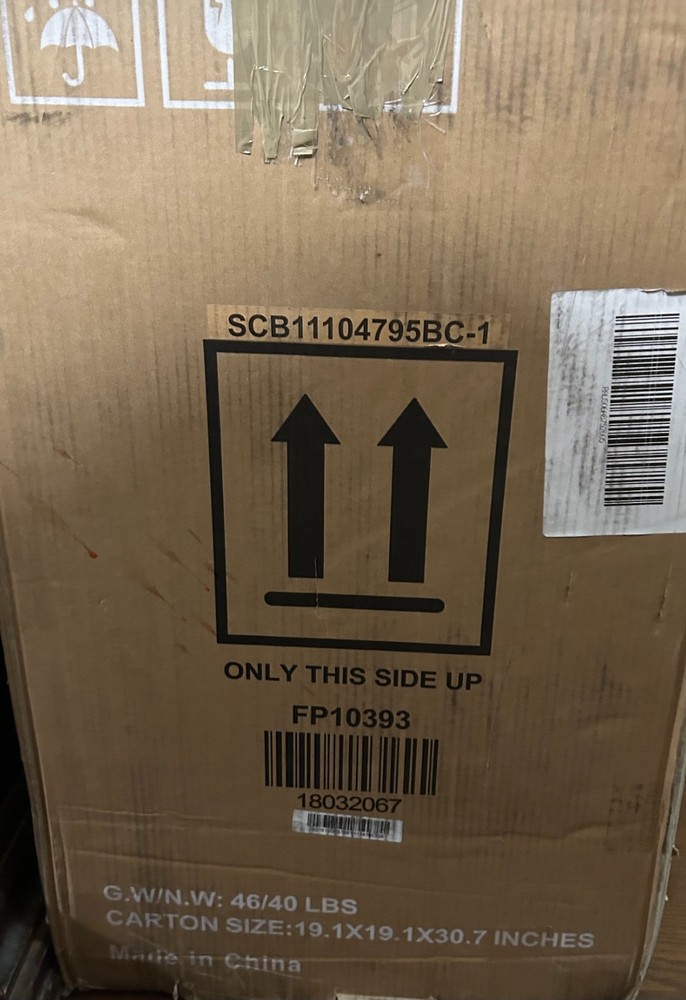 SCB11104795BC-1
ONLY THIS SIDE UP
FP10393
18032067
G.W/N.W: 46/40 LBS
CARTON SIZE:19.1X19.1X30.7 INCHES
Made in China